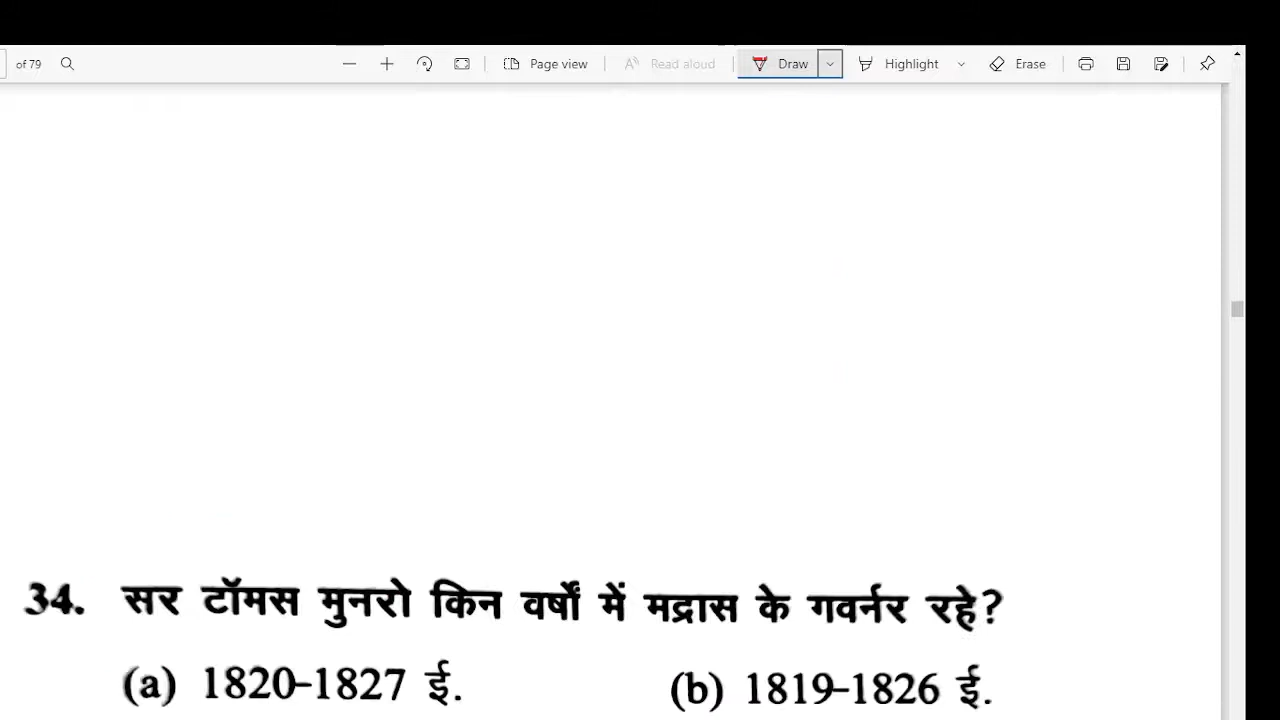 of 79 Page view Read aloud Draw Highlight Erase
34. सर टॉमस मुनरो किन वर्षों में मद्रास के गवर्नर रहे?
(a) 1820-1827 ई. (b) 1819-1826 ई.